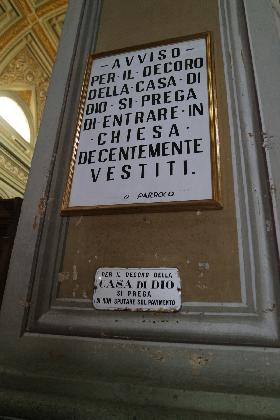 - AVVISO -
PER · IL · DECORO
DELLA · CASA · DI
DIO · SI · PREGA
DI · ENTRARE · IN
· CHIESA ·
DECENTEMENTE
VESTITI.
PARROCO
PER IL DECORO DELLA
CASA DI DIO
SI PREGA
DI NON SPUTARE SUL PAVIMENTO